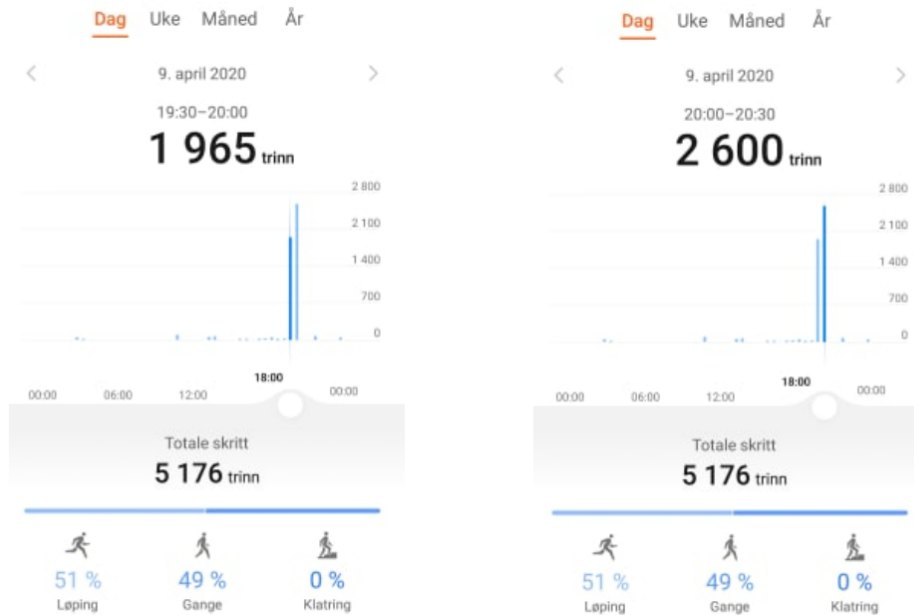 Dag Uke Måned År
9. april 2020
19:30–20:00
1 965 trinn
2 800
2 100
1 400
700
0
18:00
00:00 06:00 12:00 00:00
Totale skritt
5 176 trinn
51 % 49 % 0 %
Løping Gange Klatring
Dag Uke Måned År
9. april 2020
20:00–20:30
2 600 trinn
2 800
2 100
1 400
700
0
18:00
00:00 06:00 12:00 00:00
Totale skritt
5 176 trinn
51 % 49 % 0 %
Løping Gange Klatring